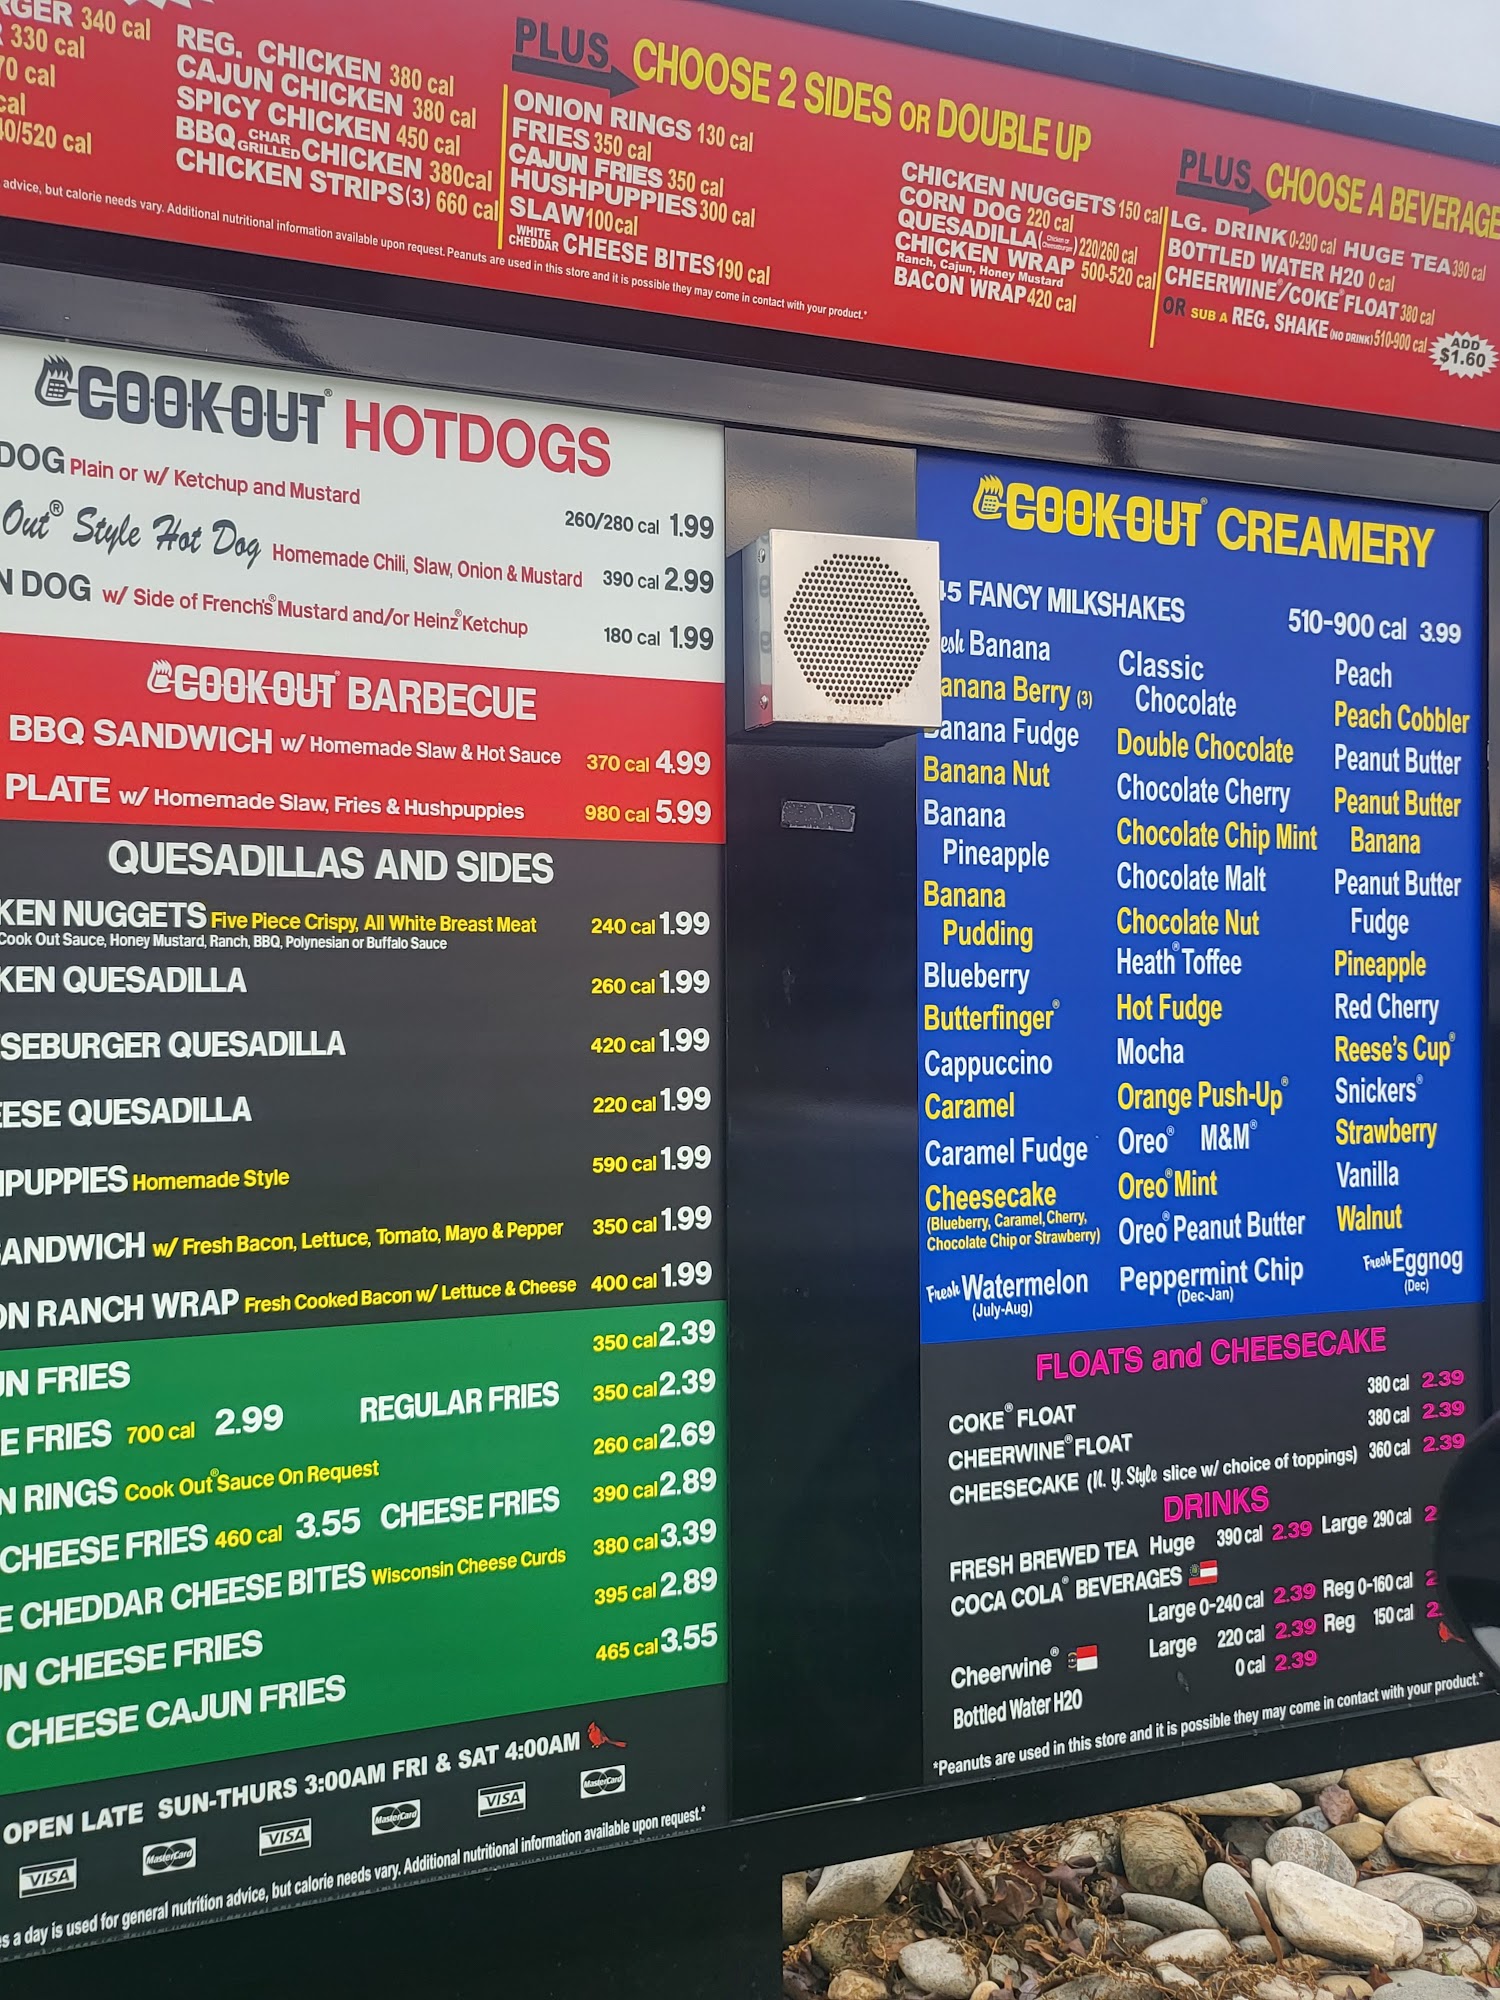 RGER 340 cal
330 cal
70 cal
cal
40/520 cal
REG. CHICKEN 380 cal
CAJUN CHICKEN 380 cal
SPICY CHICKEN 450 cal
BBQ CHAR GRILLED CHICKEN 380cal
CHICKEN STRIPS(3) 660 cal
advice, but calorie needs vary. Additional nutritional information available upon request. Peanuts are used in this store and it is possible they may come in contact with your product.*
PLUS CHOOSE 2 SIDES OR DOUBLE UP
ONION RINGS 130 cal
FRIES 350 cal
CAJUN FRIES 350 cal
HUSHPUPPIES 300 cal
SLAW 100cal
WHITE CHEDDAR CHEESE BITES 190 cal
CHICKEN NUGGETS 150 cal
CORN DOG 220 cal
QUESADILLA (Chicken or Cheeseburger) 220/260 cal
CHICKEN WRAP 500-520 cal
Ranch, Cajun, Honey Mustard
BACON WRAP 420 cal
PLUS CHOOSE A BEVERAGE
LG. DRINK 0-290 cal HUGE TEA 390 cal
BOTTLED WATER H20 0 cal
CHEERWINE®/COKE® FLOAT 380 cal
OR SUB A REG. SHAKE (NO DRINK) 510-900 cal
ADD $1.60
COOK OUT® HOTDOGS
DOG Plain or w/ Ketchup and Mustard 260/280 cal 1.99
Out® Style Hot Dog Homemade Chili, Slaw, Onion & Mustard 390 cal 2.99
N DOG w/ Side of French's® Mustard and/or Heinz® Ketchup 180 cal 1.99
COOK OUT® BARBECUE
BBQ SANDWICH w/ Homemade Slaw & Hot Sauce 370 cal 4.99
PLATE w/ Homemade Slaw, Fries & Hushpuppies 980 cal 5.99
QUESADILLAS AND SIDES
KEN NUGGETS Five Piece Crispy, All White Breast Meat 240 cal 1.99
Cook Out Sauce, Honey Mustard, Ranch, BBQ, Polynesian or Buffalo Sauce
KEN QUESADILLA 260 cal 1.99
SEBURGER QUESADILLA 420 cal 1.99
EESE QUESADILLA 220 cal 1.99
HPUPPIES Homemade Style 590 cal 1.99
SANDWICH w/ Fresh Bacon, Lettuce, Tomato, Mayo & Pepper 350 cal 1.99
ON RANCH WRAP Fresh Cooked Bacon w/ Lettuce & Cheese 400 cal 1.99
UN FRIES 350 cal 2.39
E FRIES 700 cal 2.99 REGULAR FRIES 350 cal 2.39
N RINGS Cook Out® Sauce On Request 260 cal 2.69
CHEESE FRIES 460 cal 3.55 CHEESE FRIES 390 cal 2.89
E CHEDDAR CHEESE BITES Wisconsin Cheese Curds 380 cal 3.39
UN CHEESE FRIES 395 cal 2.89
CHEESE CAJUN FRIES 465 cal 3.55
OPEN LATE SUN-THURS 3:00AM FRI & SAT 4:00AM
VISA MasterCard VISA MasterCard VISA MasterCard
es a day is used for general nutrition advice, but calorie needs vary. Additional nutritional information available upon request.*
COOK OUT® CREAMERY
45 FANCY MILKSHAKES 510-900 cal 3.99
esh Banana
anana Berry (3)
Banana Fudge
Banana Nut
Banana
Pineapple
Banana
Pudding
Blueberry
Butterfinger®
Cappuccino
Caramel
Caramel Fudge
Cheesecake
(Blueberry, Caramel, Cherry,
Chocolate Chip or Strawberry)
Fresh Watermelon
(July-Aug)
Classic
Chocolate
Double Chocolate
Chocolate Cherry
Chocolate Chip Mint
Chocolate Malt
Chocolate Nut
Heath® Toffee
Hot Fudge
Mocha
Orange Push-Up®
Oreo® M&M®
Oreo® Mint
Oreo® Peanut Butter
Peppermint Chip
(Dec-Jan)
Peach
Peach Cobbler
Peanut Butter
Peanut Butter
Banana
Peanut Butter
Fudge
Pineapple
Red Cherry
Reese's Cup®
Snickers®
Strawberry
Vanilla
Walnut
Fresh Eggnog
(Dec)
FLOATS and CHEESECAKE
COKE® FLOAT 380 cal 2.39
CHEERWINE® FLOAT 380 cal 2.39
CHEESECAKE (N. Y. Style slice w/ choice of toppings) 360 cal 2.39
DRINKS
FRESH BREWED TEA Huge 390 cal 2.39 Large 290 cal 2
COCA COLA® BEVERAGES
Large 0-240 cal 2.39 Reg 0-160 cal 2
Cheerwine® Large 220 cal 2.39 Reg 150 cal 2.
Bottled Water H20 0 cal 2.39
*Peanuts are used in this store and it is possible they may come in contact with your product.*